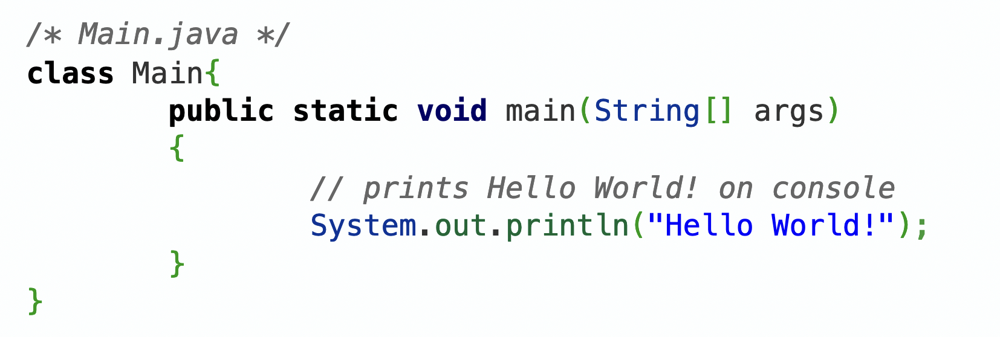 /* Main.java */
class Main{
        public static void main(String[] args)
        {
                // prints Hello World! on console
                System.out.println("Hello World!");
        }
}